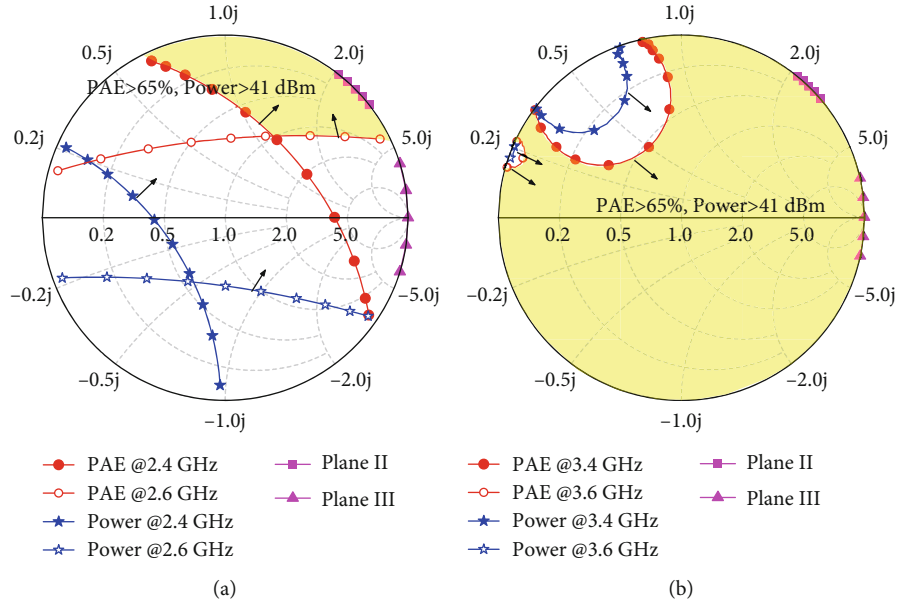 1.0j
0.5j
2.0j
PAE>65%, Power>41 dBm
0.2j
5.0j
0.2
0.5
1.0
2.0
5.0
−0.2j
−5.0j
−0.5j
−2.0j
−1.0j
PAE @2.4 GHz
PAE @2.6 GHz
Power @2.4 GHz
Power @2.6 GHz
Plane II
Plane III
(a)
1.0j
0.5j
2.0j
0.2j
5.0j
PAE>65%, Power>41 dBm
0.2
0.5
1.0
2.0
5.0
−0.2j
−5.0j
−0.5j
−2.0j
−1.0j
PAE @3.4 GHz
PAE @3.6 GHz
Power @3.4 GHz
Power @3.6 GHz
Plane II
Plane III
(b)